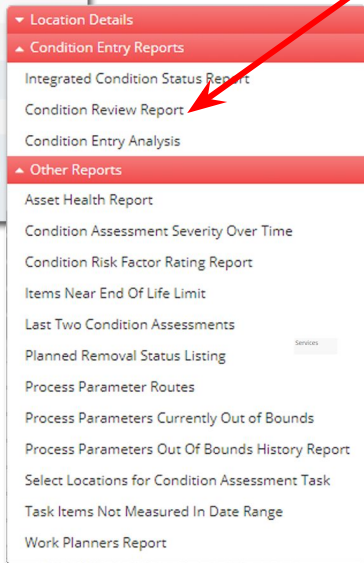 Location Details
Condition Entry Reports
Integrated Condition Status Report
Condition Review Report
Condition Entry Analysis
Other Reports
Asset Health Report
Condition Assessment Severity Over Time
Condition Risk Factor Rating Report
Items Near End Of Life Limit
Last Two Condition Assessments
Services
Planned Removal Status Listing
Process Parameter Routes
Process Parameters Currently Out of Bounds
Process Parameters Out Of Bounds History Report
Select Locations for Condition Assessment Task
Task Items Not Measured In Date Range
Work Planners Report